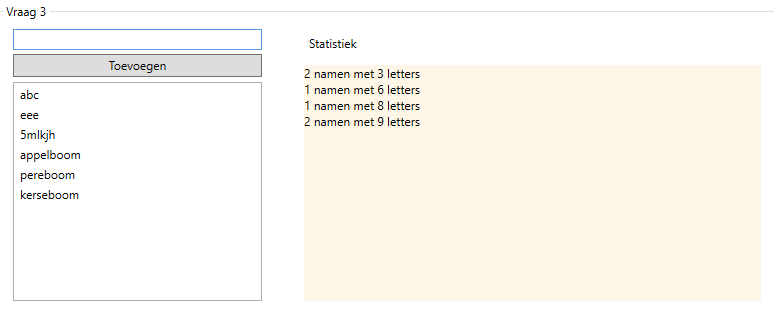 Vraag 3
Toevoegen
abc
eee
5mlkjh
appelboom
pereboom
kerseboom
Statistiek
2 namen met 3 letters
1 namen met 6 letters
1 namen met 8 letters
2 namen met 9 letters